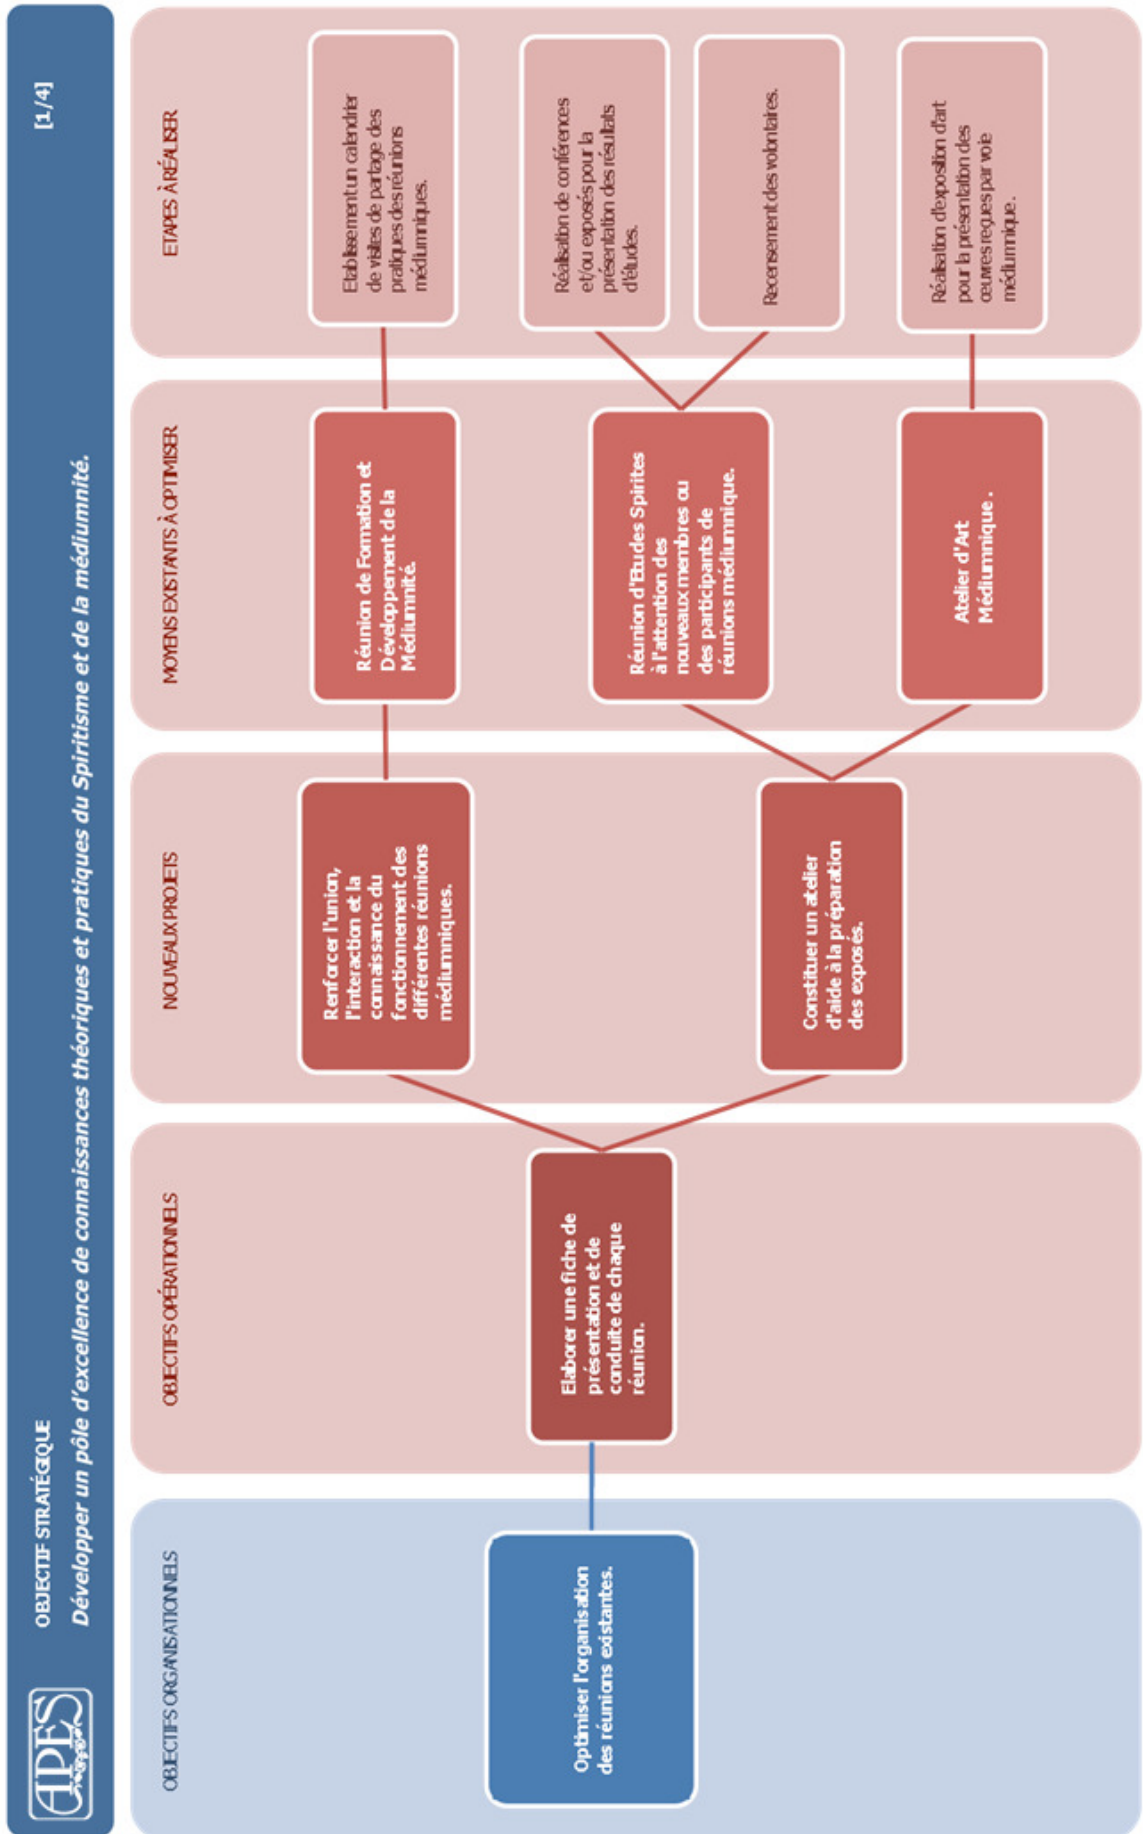 APES
OBJECTIF STRATÉGIQUE
[1/4]
Développer un pôle d'excellence de connaissances théoriques et pratiques du Spiritisme et de la médiumnité.
OBJECTIFS ORGANISATIONNELS
Optimiser l'organisation
des réunions existantes.
OBJECTIFS OPÉRATIONNELS
Elaborer une fiche de
présentation et de
conduite de chaque
réunion.
NOUVEAUX PROJETS
Renforcer l'union,
l'interaction et la
connaissance du
fonctionnement des
différentes réunions
médiumniques.
Constituer un atelier
d'aide à la préparation
des exposés.
MOYENS EXISTANTS À OPTIMISER
Réunion de Formation et
Développement de la
Médiumnité.
Réunion d'Etudes Spirites
à l'attention des
nouveaux membres ou
des participants de
réunions médiumnique.
Atelier d'Art
Médiumnique.
ETAPES À RÉALISER
Etablissement un calendrier
de visites de partage des
pratiques des réunions
médiumniques.
Réalisation de conférences
et/ou exposés pour la
présentation des résultats
d'études.
Recensement des volontaires.
Réalisation d'exposition d'art
pour la présentation des
œuvres reçues par voie
médiumnique.